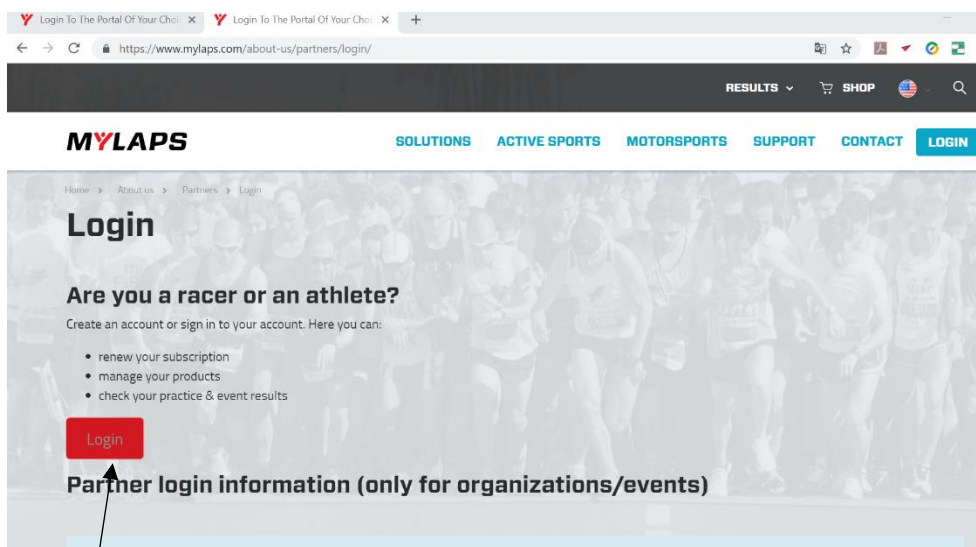 Login To The Portal Of Your Choi
Login To The Portal Of Your Choi
https://www.mylaps.com/about-us/partners/login/
RESULTS
SHOP
MYLAPS
SOLUTIONS
ACTIVE SPORTS
MOTORSPORTS
SUPPORT
CONTACT
LOGIN
Home > About us > Partners > Login
Login
Are you a racer or an athlete?
Create an account or sign in to your account. Here you can:
• renew your subscription
• manage your products
• check your practice & event results
Login
Partner login information (only for organizations/events)